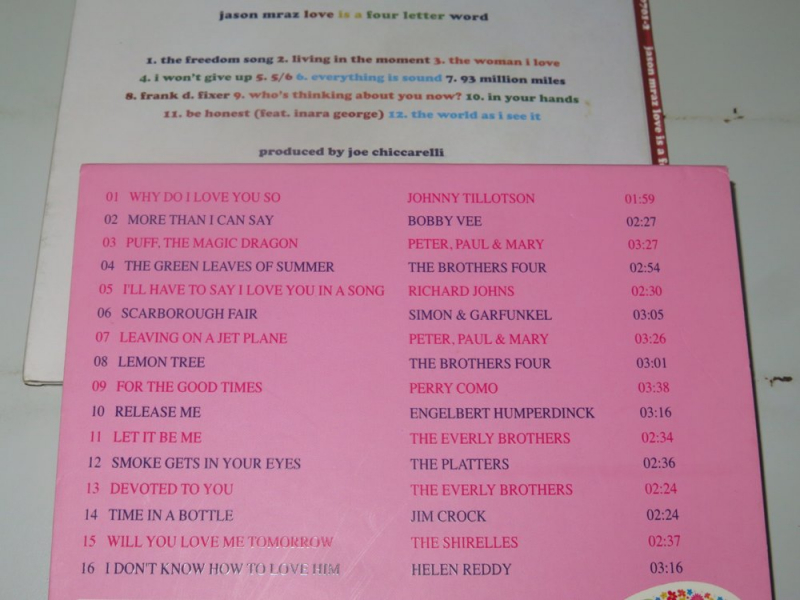 jason mraz love is a four letter word
1. the freedom song 2. living in the moment 3. the woman i love
4. i won't give up 5. 5/6 6. everything is sound 7. 93 million miles
8. frank d. fixer 9. who's thinking about you now? 10. in your hands
11. be honest (feat. inara george) 12. the world as i see it
produced by joe chiccarelli
jason mraz love is a
01 WHY DO I LOVE YOU SO JOHNNY TILLOTSON 01:59
02 MORE THAN I CAN SAY BOBBY VEE 02:27
03 PUFF, THE MAGIC DRAGON PETER, PAUL & MARY 03:27
04 THE GREEN LEAVES OF SUMMER THE BROTHERS FOUR 02:54
05 I'LL HAVE TO SAY I LOVE YOU IN A SONG RICHARD JOHNS 02:30
06 SCARBOROUGH FAIR SIMON & GARFUNKEL 03:05
07 LEAVING ON A JET PLANE PETER, PAUL & MARY 03:26
08 LEMON TREE THE BROTHERS FOUR 03:01
09 FOR THE GOOD TIMES PERRY COMO 03:38
10 RELEASE ME ENGELBERT HUMPERDINCK 03:16
11 LET IT BE ME THE EVERLY BROTHERS 02:34
12 SMOKE GETS IN YOUR EYES THE PLATTERS 02:36
13 DEVOTED TO YOU THE EVERLY BROTHERS 02:24
14 TIME IN A BOTTLE JIM CROCK 02:24
15 WILL YOU LOVE ME TOMORROW THE SHIRELLES 02:37
16 I DON'T KNOW HOW TO LOVE HIM HELEN REDDY 03:16